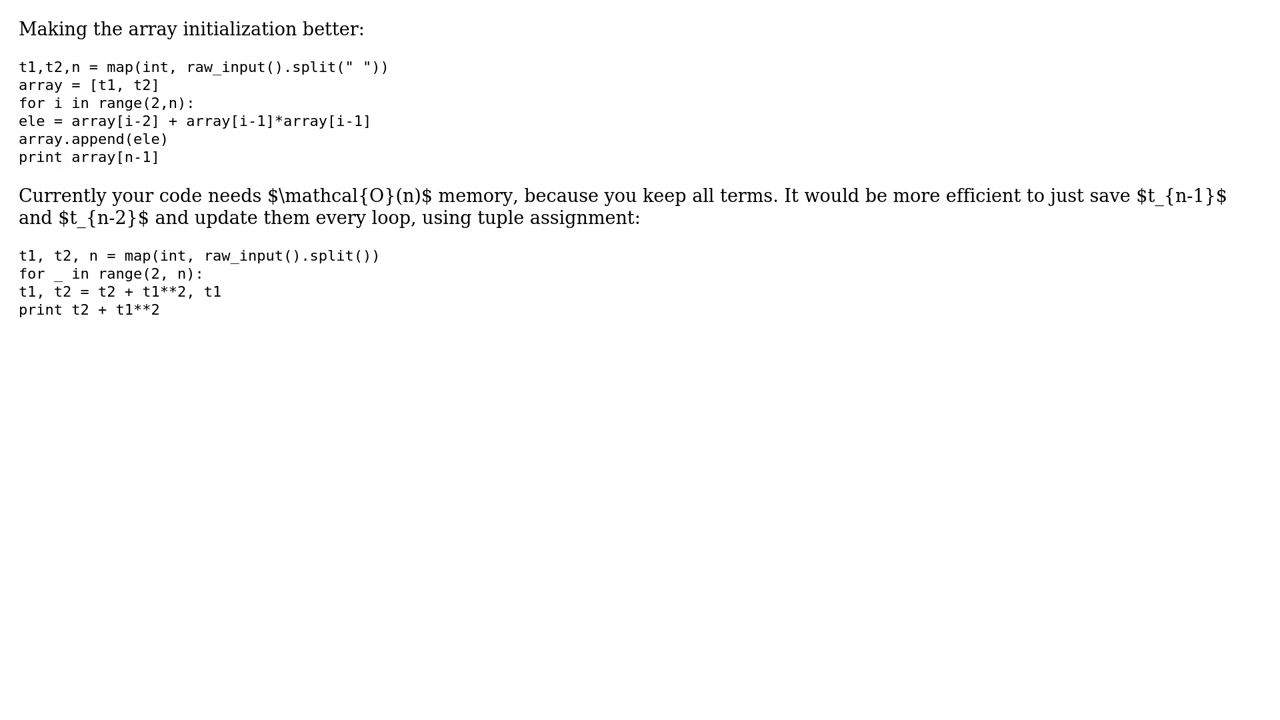 Making the array initialization better:
t1,t2,n = map(int, raw_input().split(" "))
array = [t1, t2]
for i in range(2,n):
ele = array[i-2] + array[i-1]*array[i-1]
array.append(ele)
print array[n-1]
Currently your code needs $\mathcal{O}(n)$ memory, because you keep all terms. It would be more efficient to just save $t_{n-1}$
and $t_{n-2}$ and update them every loop, using tuple assignment:
t1, t2, n = map(int, raw_input().split())
for _ in range(2, n):
t1, t2 = t2 + t1**2, t1
print t2 + t1**2